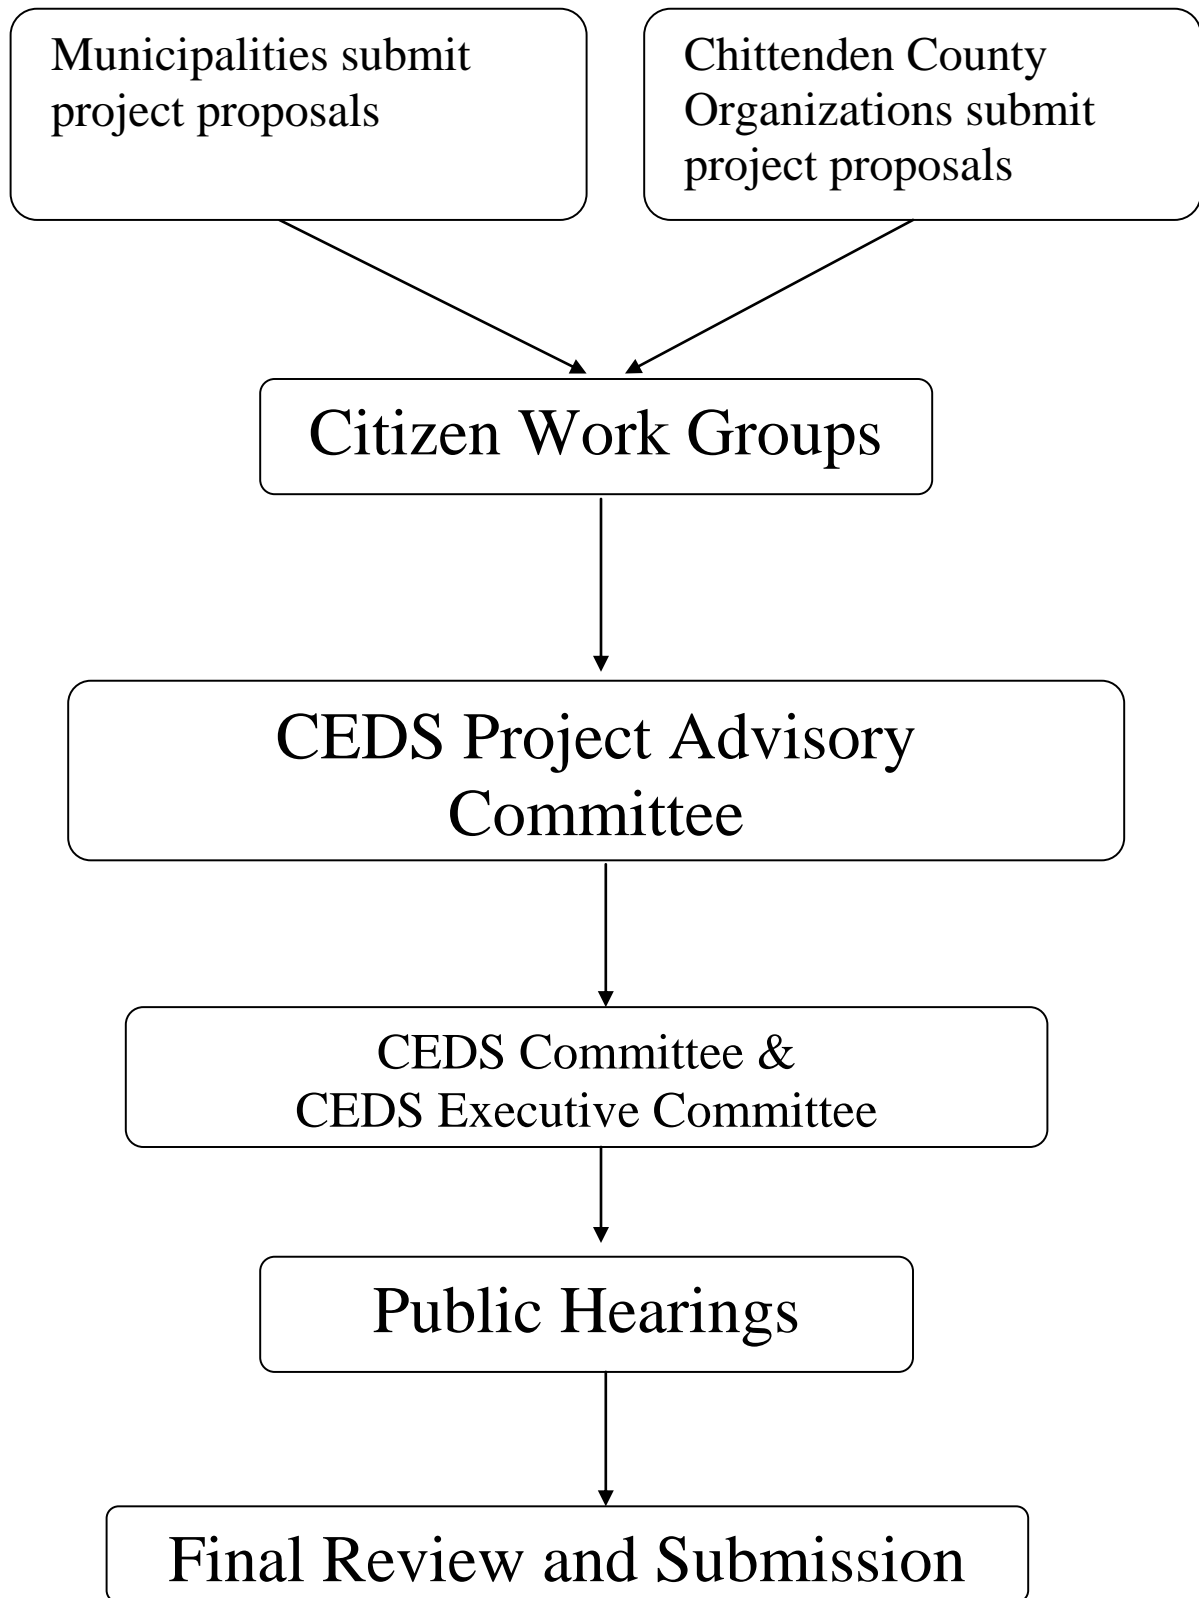 Municipalities submit
project proposals
Chittenden County
Organizations submit
project proposals
Citizen Work Groups
CEDS Project Advisory
Committee
CEDS Committee &
CEDS Executive Committee
Public Hearings
Final Review and Submission